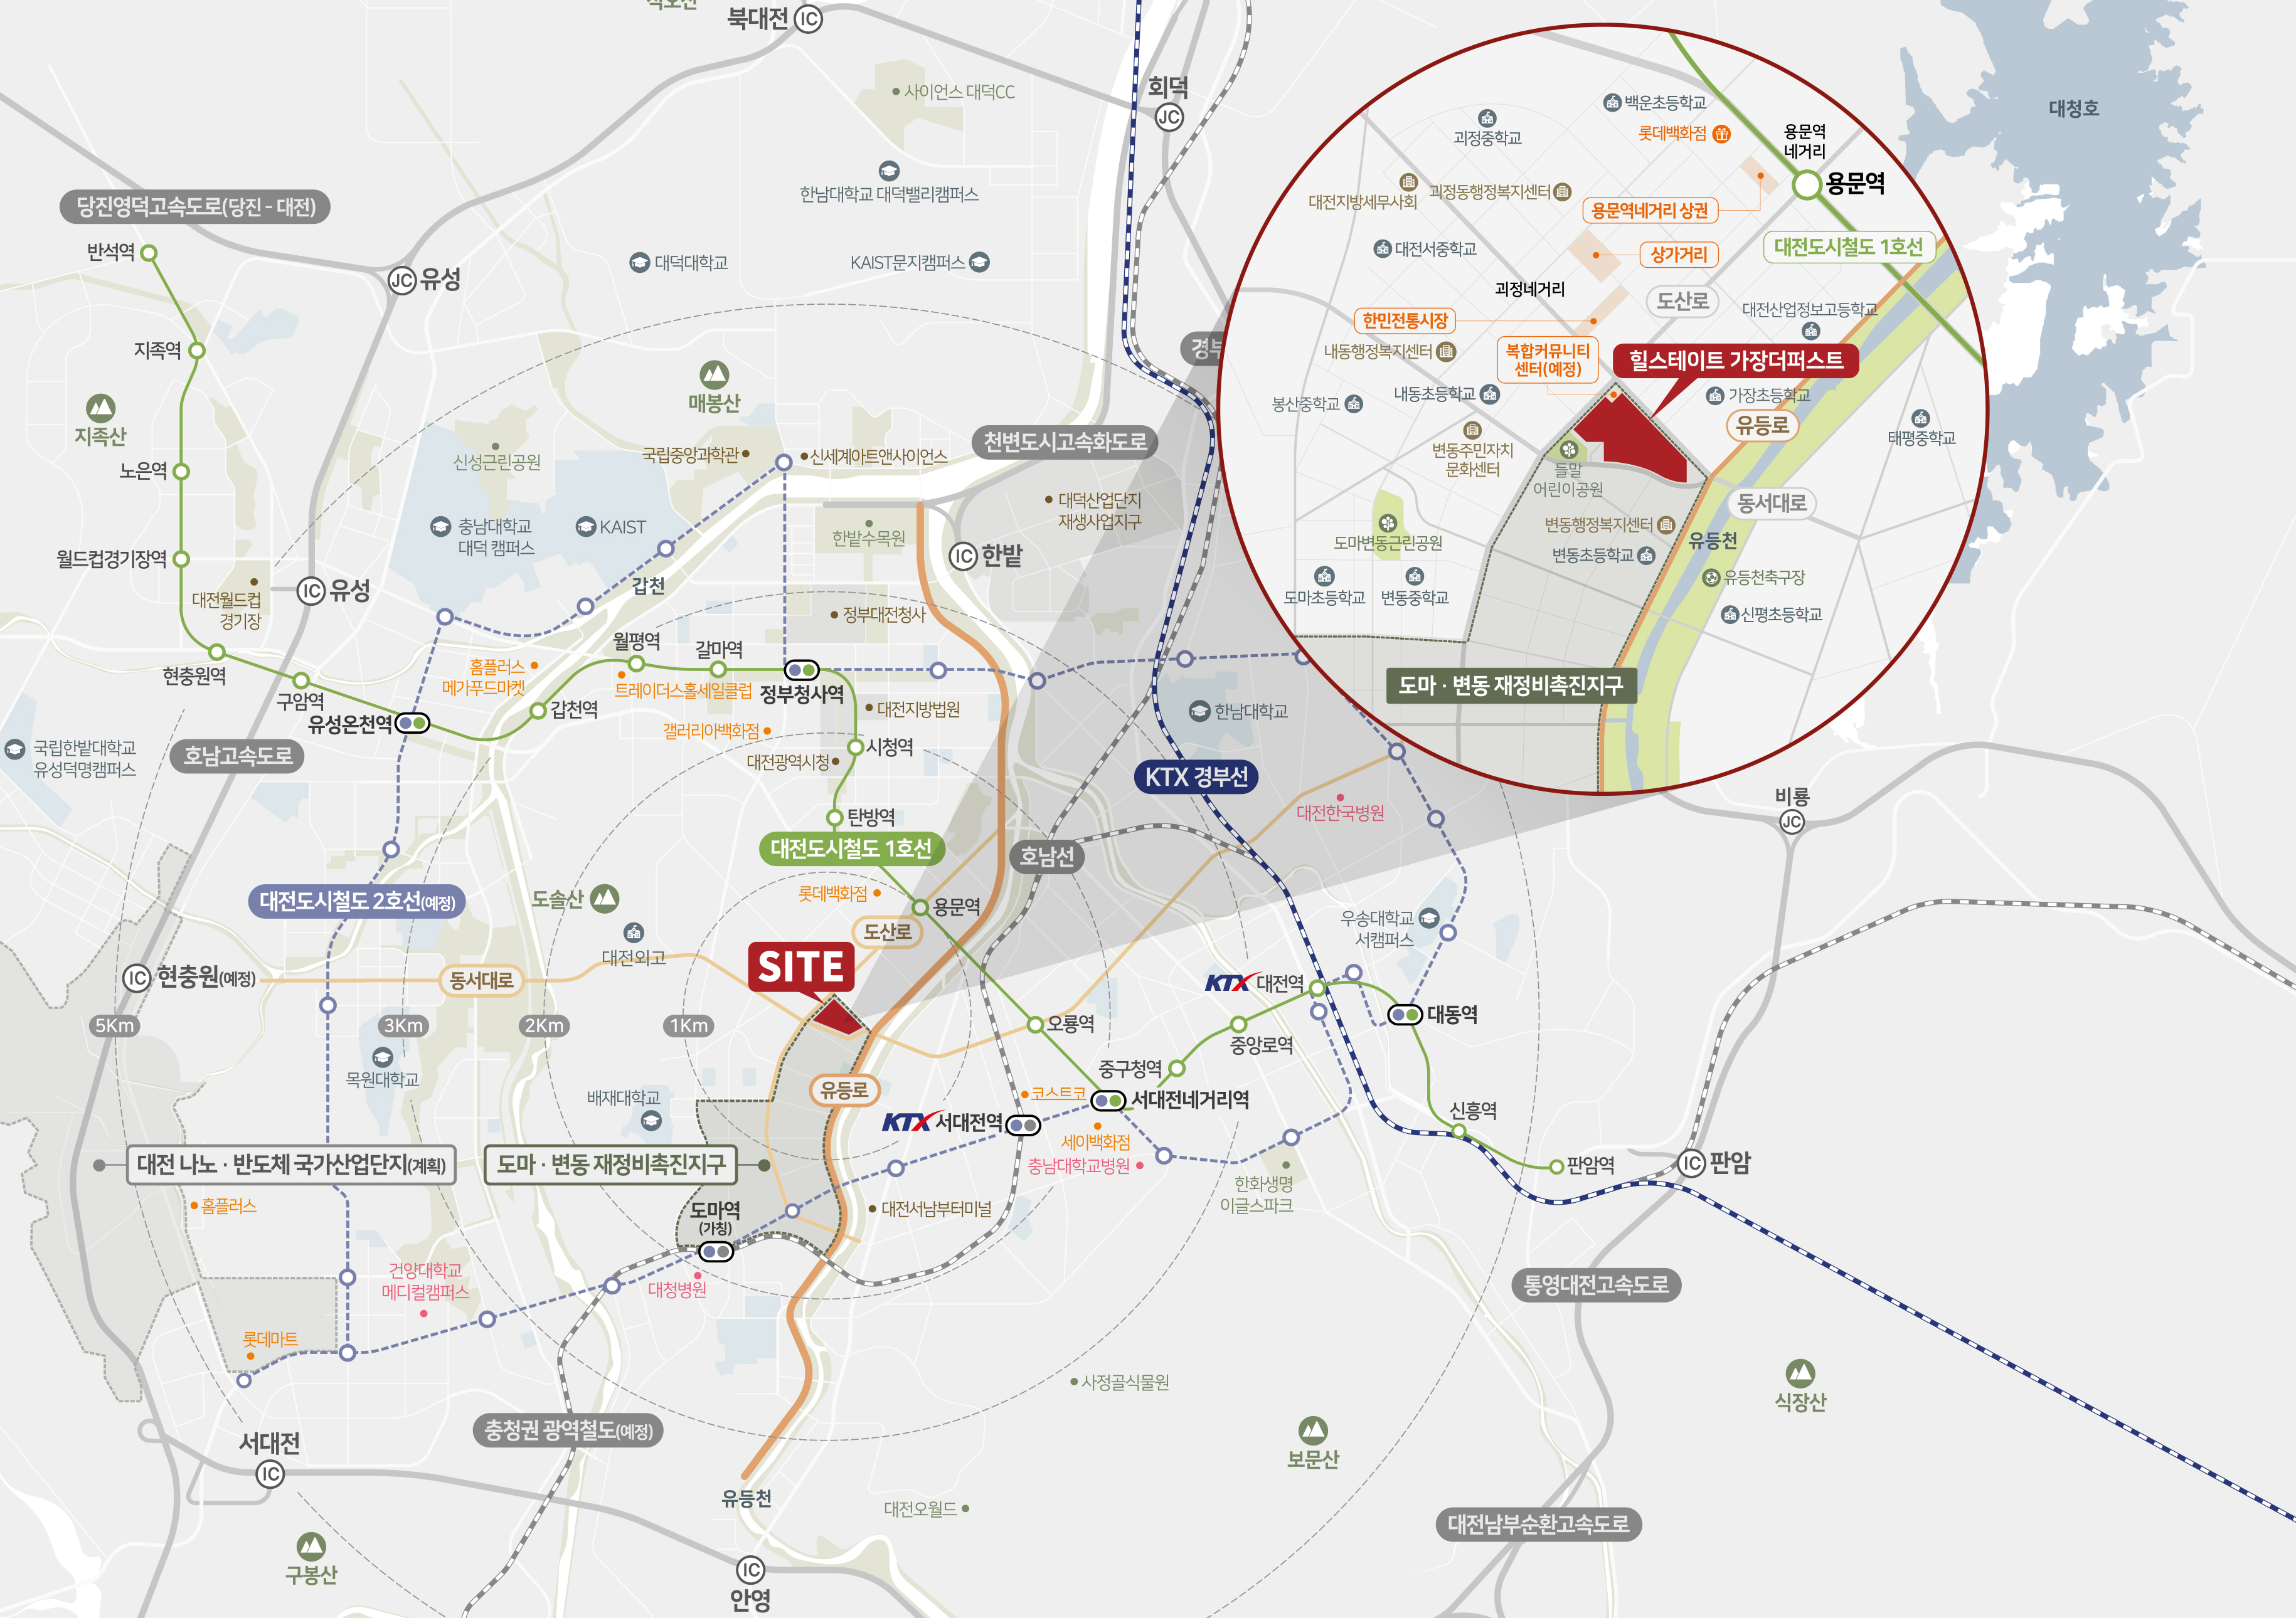 식오산
북대전 IC
회덕
JC
사이언스 대덕CC
한남대학교 대덕밸리캠퍼스
당진영덕고속도로(당진 - 대전)
반석역
JC 유성
대덕대학교
KAIST문지캠퍼스
지족역
경부
매봉산
지족산
천변도시고속화도로
신성근린공원
국립중앙과학관
신세계아트앤사이언스
노은역
대덕산업단지
재생사업지구
충남대학교
대덕 캠퍼스
KAIST
한밭수목원
IC 한밭
월드컵경기장역
갑천
대전월드컵
경기장
IC 유성
정부대전청사
월평역
갈마역
현충원역
홈플러스
메가푸드마켓
트레이더스홀세일클럽
정부청사역
구암역
유성온천역
갑천역
대전지방법원
한남대학교
갤러리아백화점
시청역
국립한밭대학교
유성덕명캠퍼스
호남고속도로
대전광역시청
KTX 경부선
탄방역
대전한국병원
비룡
JC
대전도시철도 1호선
호남선
대전도시철도 2호선(예정)
도솔산
롯데백화점
용문역
도산로
우송대학교
서캠퍼스
대전외고
SITE
IC 현충원(예정)
동서대로
KTX 대전역
대동역
5Km
3Km
2Km
1Km
오룡역
중앙로역
목원대학교
중구청역
배재대학교
유등로
코스트코
서대전네거리역
KTX 서대전역
신흥역
세이백화점
충남대학교병원
대전 나노 · 반도체 국가산업단지(계획)
도마 · 변동 재정비촉진지구
판암역
IC 판암
한화생명
이글스파크
홈플러스
도마역
(가칭)
대전서남부터미널
건양대학교
메디컬캠퍼스
대청병원
통영대전고속도로
롯데마트
사정골식물원
식장산
충청권 광역철도(예정)
서대전
IC
보문산
유등천
대전오월드
대전남부순환고속도로
구봉산
IC
안영
대청호
백운초등학교
괴정중학교
롯데백화점
용문역
네거리
용문역
대전지방세무사회
괴정동행정복지센터
용문역네거리 상권
대전서중학교
상가거리
대전도시철도 1호선
괴정네거리
도산로
한민전통시장
대전산업정보고등학교
내동행정복지센터
복합커뮤니티
센터(예정)
힐스테이트 가장더퍼스트
봉산중학교
내동초등학교
가장초등학교
유등로
태평중학교
변동주민자치
문화센터
들말
어린이공원
동서대로
변동행정복지센터
유등천
도마변동근린공원
변동초등학교
유등천축구장
도마초등학교
변동중학교
신평초등학교
도마 · 변동 재정비촉진지구